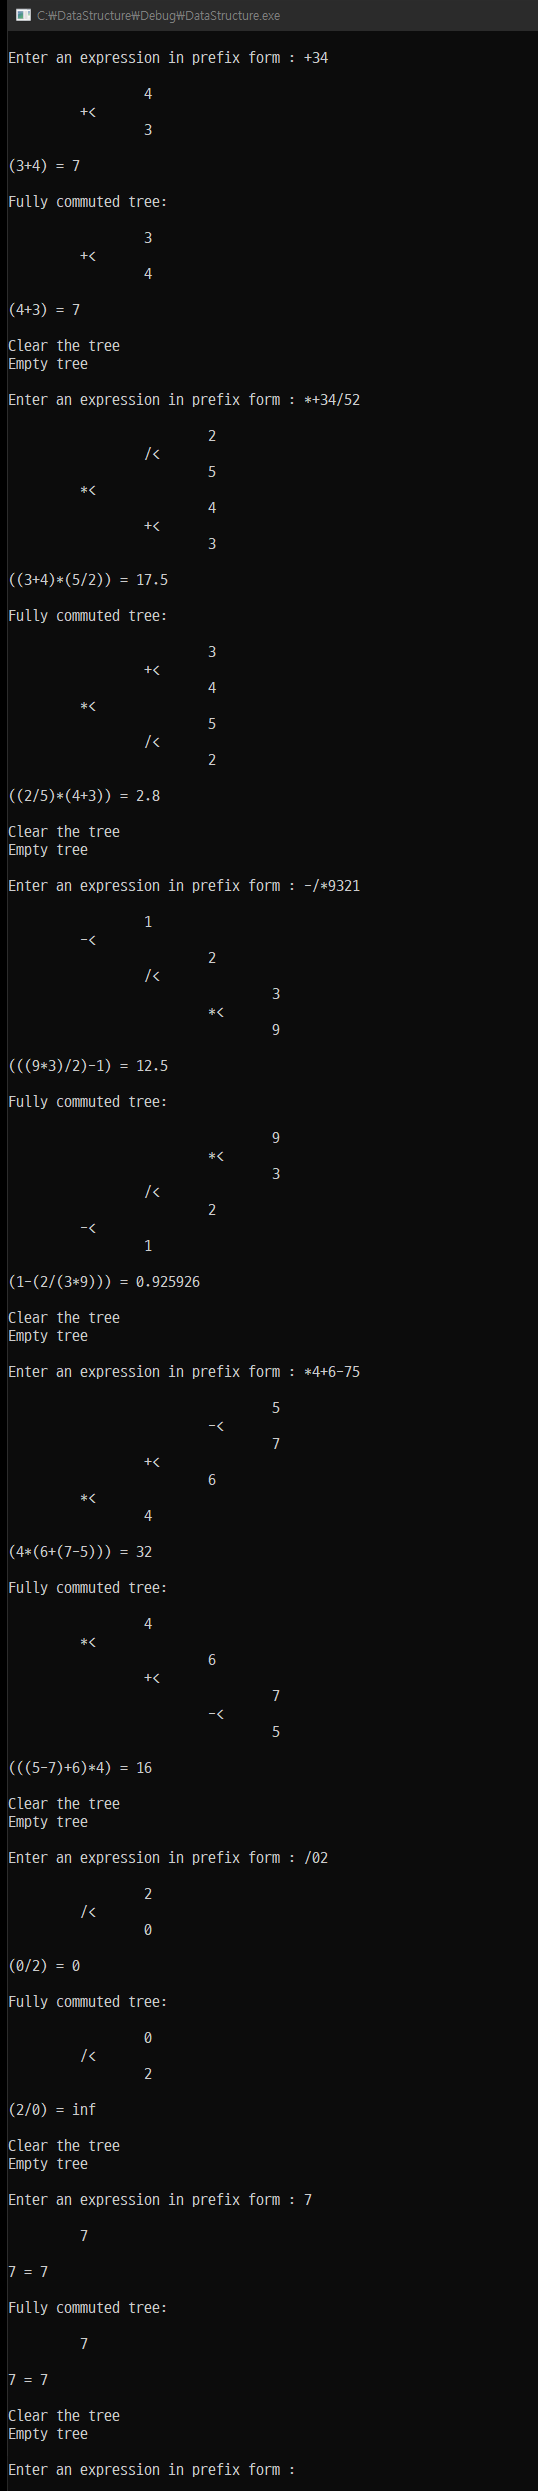 C:₩DataStructure₩Debug₩DataStructure.exe
Enter an expression in prefix form : +34
4
+<
3
(3+4) = 7
Fully commuted tree:
3
+<
4
(4+3) = 7
Clear the tree
Empty tree
Enter an expression in prefix form : *+34/52
2
/<
5
*<
4
+<
3
((3+4)*(5/2)) = 17.5
Fully commuted tree:
3
+<
4
*<
5
/<
2
((2/5)*(4+3)) = 2.8
Clear the tree
Empty tree
Enter an expression in prefix form : -/*9321
1
-<
2
/<
3
*<
9
(((9*3)/2)-1) = 12.5
Fully commuted tree:
9
*<
3
/<
2
-<
1
(1-(2/(3*9))) = 0.925926
Clear the tree
Empty tree
Enter an expression in prefix form : *4+6-75
5
-<
7
+<
6
*<
4
(4*(6+(7-5))) = 32
Fully commuted tree:
4
*<
6
+<
7
-<
5
(((5-7)+6)*4) = 16
Clear the tree
Empty tree
Enter an expression in prefix form : /02
2
/<
0
(0/2) = 0
Fully commuted tree:
0
/<
2
(2/0) = inf
Clear the tree
Empty tree
Enter an expression in prefix form : 7
7
7 = 7
Fully commuted tree:
7
7 = 7
Clear the tree
Empty tree
Enter an expression in prefix form :